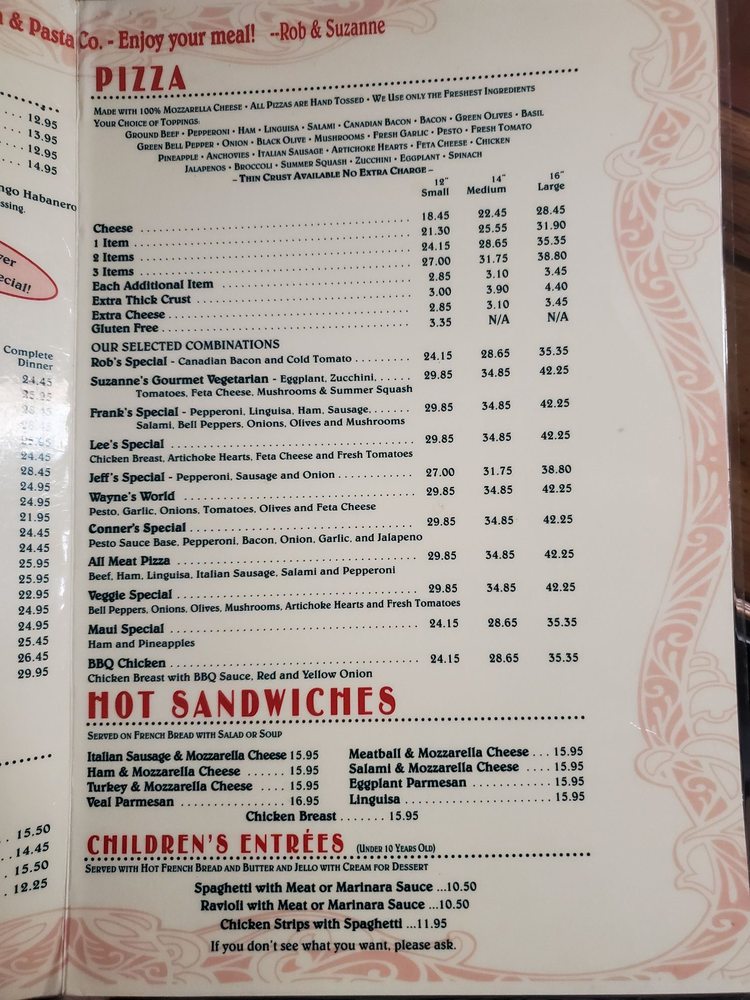 & Pasta Co. - Enjoy your meal! --Rob & Suzanne
12.95
13.95
12.95
14.95
ngo Habanero
ssing.
ver
ecial!
Complete
Dinner
24.45
24.45
28.45
24.95
24.95
21.95
24.45
24.45
25.95
25.95
22.95
24.95
24.95
25.45
26.45
29.95
15.50
14.45
15.50
12.25
PIZZA
Made with 100% Mozzarella Cheese • All Pizzas are Hand Tossed • We Use only the Freshest Ingredients
Your Choice of Toppings:
Ground Beef • Pepperoni • Ham • Linguisa • Salami • Canadian Bacon • Bacon • Green Olives • Basil
Green Bell Pepper • Onion • Black Olive • Mushrooms • Fresh Garlic • Pesto • Fresh Tomato
Pineapple • Anchovies • Italian Sausage • Artichoke Hearts • Feta Cheese • Chicken
Jalapenos • Broccoli • Summer Squash • Zucchini • Eggplant • Spinach
- Thin Crust Available No Extra Charge -
12" 14" 16"
Small Medium Large
Cheese 18.45 22.45 28.45
1 Item 21.30 25.55 31.90
2 Items 24.15 28.65 35.35
3 Items 27.00 31.75 38.80
Each Additional Item 2.85 3.10 3.45
Extra Thick Crust 3.00 3.90 4.40
Extra Cheese 2.85 3.10 3.45
Gluten Free 3.35 N/A N/A
OUR SELECTED COMBINATIONS
Rob's Special - Canadian Bacon and Cold Tomato 24.15 28.65 35.35
Suzanne's Gourmet Vegetarian - Eggplant, Zucchini, 29.85 34.85 42.25
Tomatoes, Feta Cheese, Mushrooms & Summer Squash
Frank's Special - Pepperoni, Linguisa, Ham, Sausage, 29.85 34.85 42.25
Salami, Bell Peppers, Onions, Olives and Mushrooms
Lee's Special 29.85 34.85 42.25
Chicken Breast, Artichoke Hearts, Feta Cheese and Fresh Tomatoes
Jeff's Special - Pepperoni, Sausage and Onion 27.00 31.75 38.80
Wayne's World 29.85 34.85 42.25
Pesto, Garlic, Onions, Tomatoes, Olives and Feta Cheese
Conner's Special 29.85 34.85 42.25
Pesto Sauce Base, Pepperoni, Bacon, Onion, Garlic, and Jalapeno
All Meat Pizza 29.85 34.85 42.25
Beef, Ham, Linguisa, Italian Sausage, Salami and Pepperoni
Veggie Special 29.85 34.85 42.25
Bell Peppers, Onions, Olives, Mushrooms, Artichoke Hearts and Fresh Tomatoes
Maui Special 24.15 28.65 35.35
Ham and Pineapples
BBQ Chicken 24.15 28.65 35.35
Chicken Breast with BBQ Sauce, Red and Yellow Onion
HOT SANDWICHES
Served on French Bread with Salad or Soup
Italian Sausage & Mozzarella Cheese 15.95 Meatball & Mozzarella Cheese . . . 15.95
Ham & Mozzarella Cheese 15.95 Salami & Mozzarella Cheese 15.95
Turkey & Mozzarella Cheese 15.95 Eggplant Parmesan 15.95
Veal Parmesan 16.95 Linguisa 15.95
Chicken Breast 15.95
CHILDREN'S ENTRÉES (Under 10 Years Old)
Served with Hot French Bread and Butter and Jello with Cream for Dessert
Spaghetti with Meat or Marinara Sauce ...10.50
Ravioli with Meat or Marinara Sauce ...10.50
Chicken Strips with Spaghetti ...11.95
If you don't see what you want, please ask.